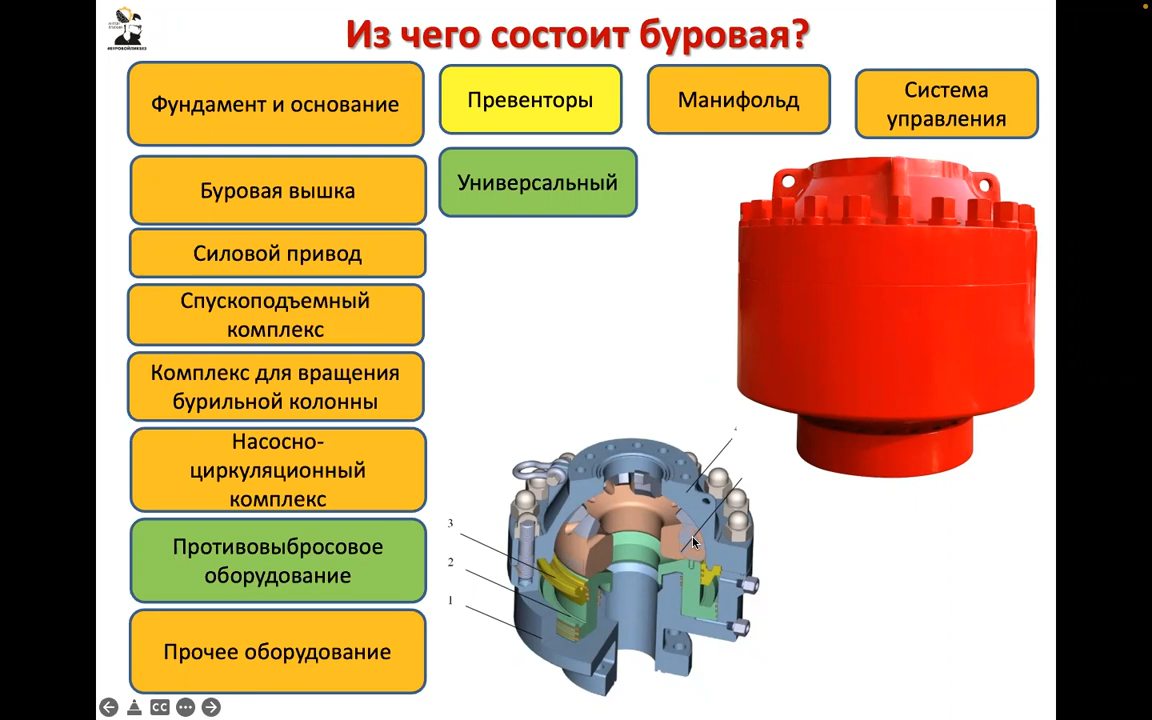 Из чего состоит буровая?
Фундамент и основание
Превенторы
Манифольд
Система
управления
Буровая вышка
Универсальный
Силовой привод
Спускоподъемный
комплекс
Комплекс для вращения
бурильной колонны
Насосно-
циркуляционный
комплекс
Противовыбросовое
оборудование
Прочее оборудование
3
2
1
CC